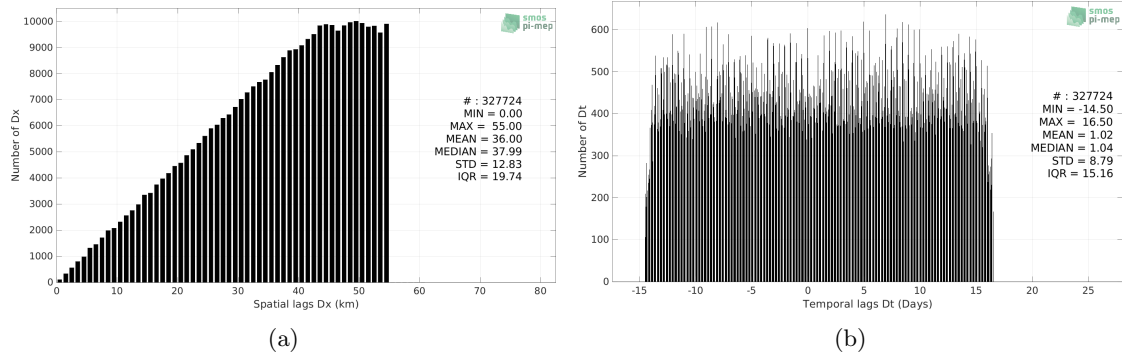 10000
9000
8000
7000
6000
5000
4000
3000
2000
1000
0
Number of Dx
smos
pi-mep
# : 327724
MIN = 0.00
MAX = 55.00
MEAN = 36.00
MEDIAN = 37.99
STD = 12.83
IQR = 19.74
0 10 20 30 40 50 60 70 80
Spatial lags Dx (km)
(a)
600
500
400
300
200
100
0
Number of Dt
smos
pi-mep
# : 327724
MIN = -14.50
MAX = 16.50
MEAN = 1.02
MEDIAN = 1.04
STD = 8.79
IQR = 15.16
-15 -10 -5 0 5 10 15 20 25
Temporal lags Dt (Days)
(b)